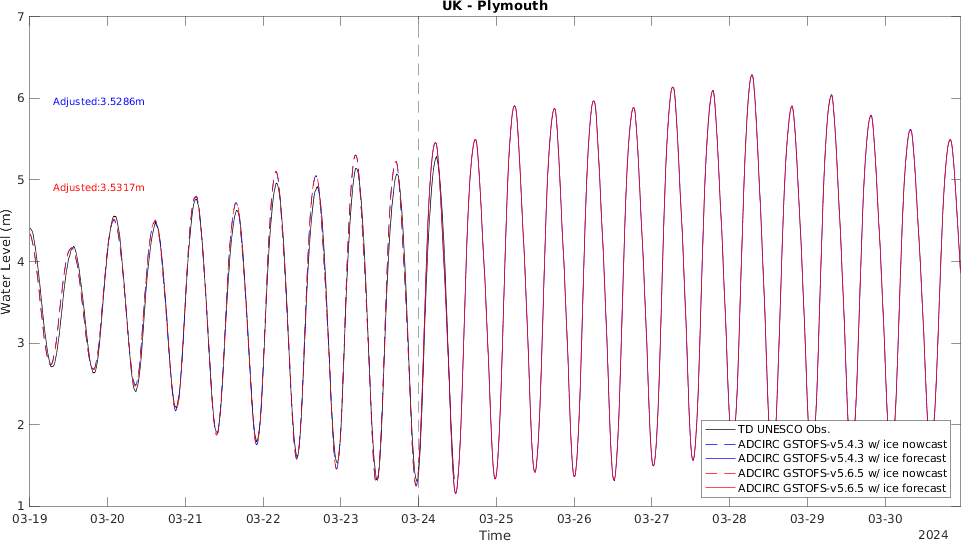 UK - Plymouth
7
6
5
4
3
2
1
Water Level (m)
Adjusted:3.5286m
Adjusted:3.5317m
TD UNESCO Obs.
ADCIRC GSTOFS-v5.4.3 w/ ice nowcast
ADCIRC GSTOFS-v5.4.3 w/ ice forecast
ADCIRC GSTOFS-v5.6.5 w/ ice nowcast
ADCIRC GSTOFS-v5.6.5 w/ ice forecast
03-19 03-20 03-21 03-22 03-23 03-24 03-25 03-26 03-27 03-28 03-29 03-30
Time
2024